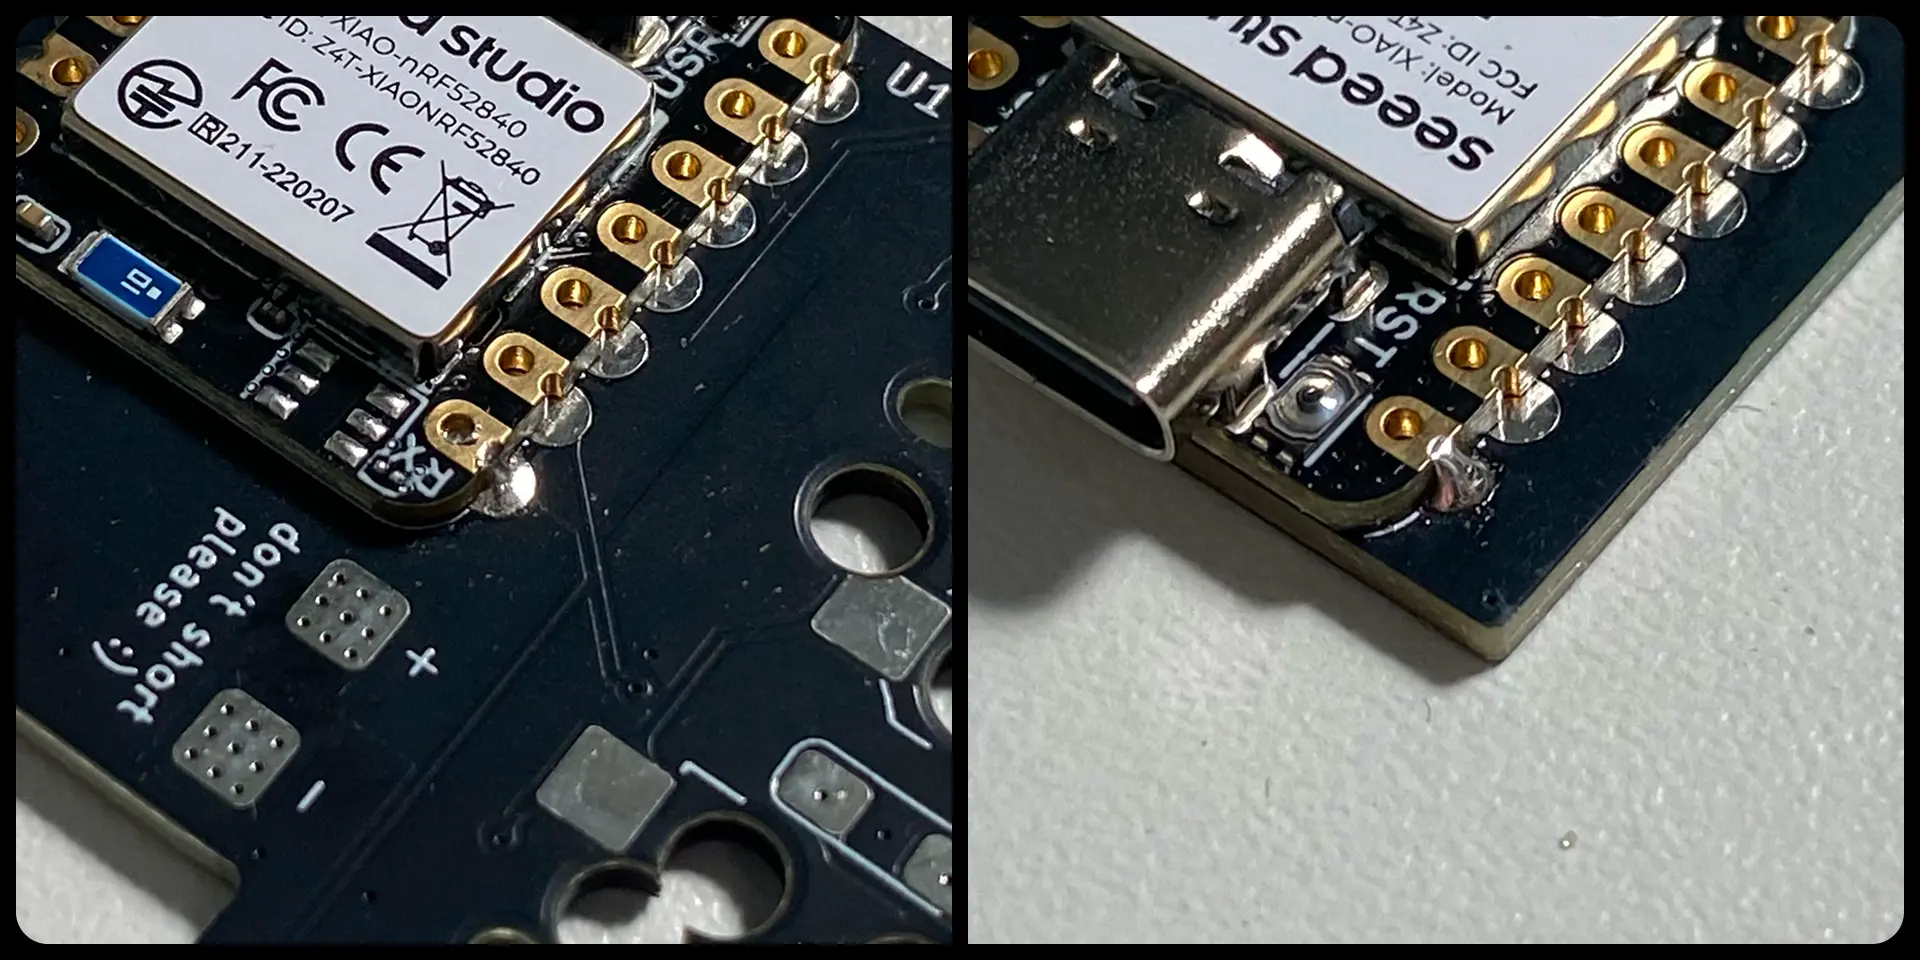 studio
XIAO-nRF52840
ID: Z4T-XIAONRF52840
FC CE
R 211-220207
USR
U1
Rx
don't short
please :)
+
-
1
seeed stu
Model: XIAO-n
FCC ID: Z4T
RST